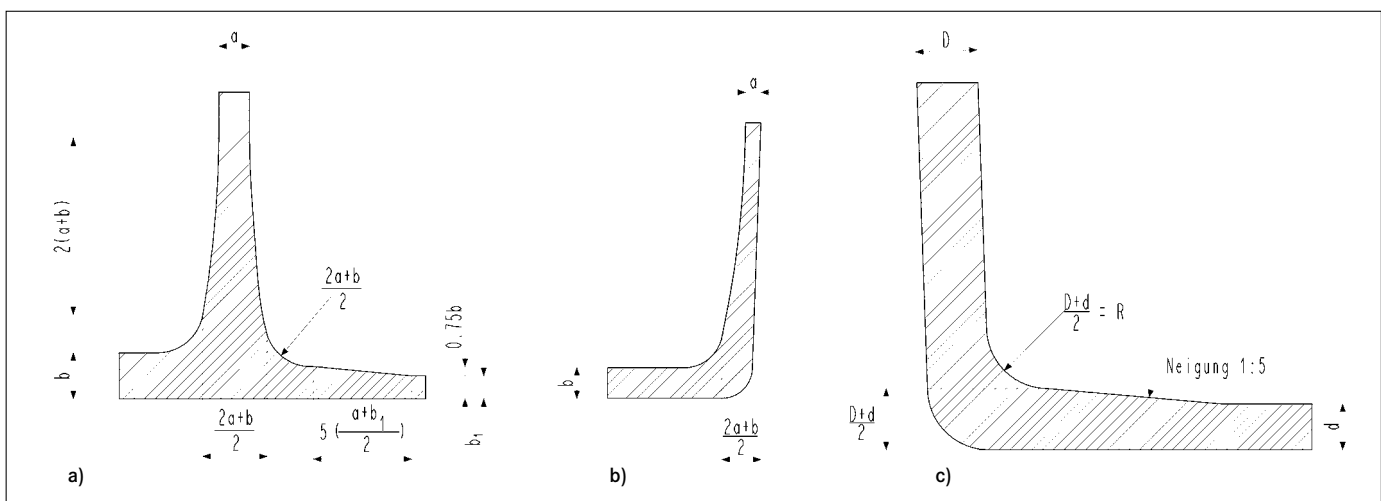 a
2(a+b)
b
2a+b
2
0.75b
b1
2a+b
2
5(a+b1
2)
a)
a
b
2a+b
2
b)
D
D+d
2 = R
Neigung 1:5
D+d
2
d
c)